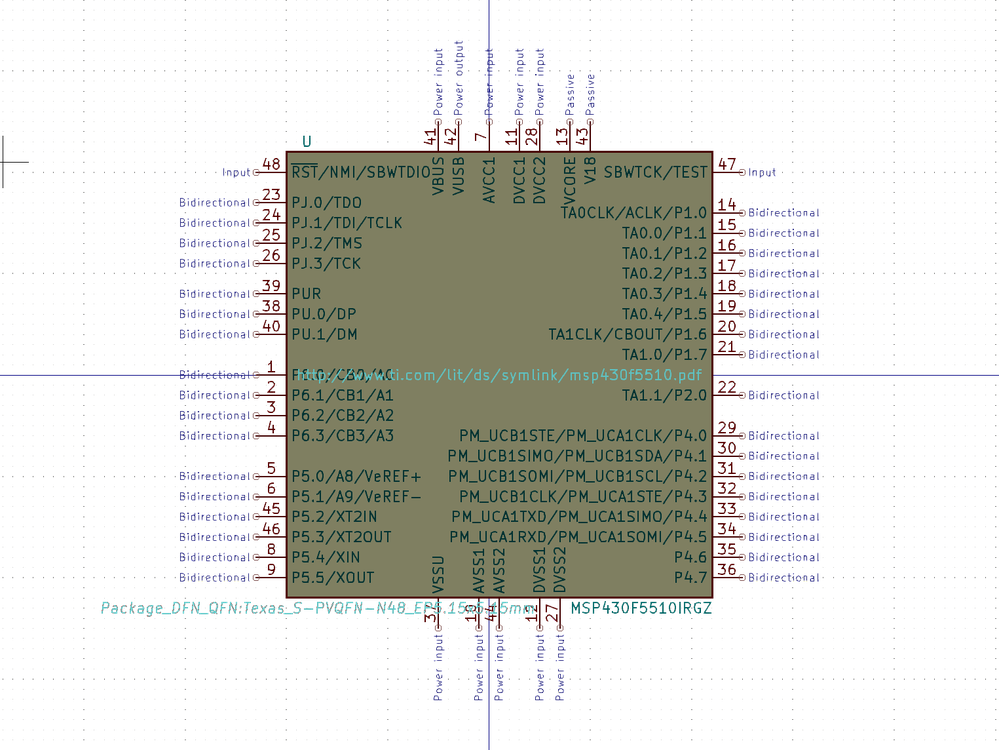 Power input
Power output
Power input
Power input
Power input
Passive
Passive
41
42
7
11
28
13
43
U
VBUS
VUSB
AVCC1
DVCC1
DVCC2
VCORE
V18
Input 48 RST/NMI/SBWTDIO
SBWTCK/TEST 47 Input
Bidirectional 23 PJ.0/TDO
Bidirectional 24 PJ.1/TDI/TCLK
Bidirectional 25 PJ.2/TMS
Bidirectional 26 PJ.3/TCK
Bidirectional 39 PUR
Bidirectional 38 PU.0/DP
Bidirectional 40 PU.1/DM
Bidirectional 1 P6.0/CB0/A0
http://www.ti.com/lit/ds/symlink/msp430f5510.pdf
Bidirectional 2 P6.1/CB1/A1
Bidirectional 3 P6.2/CB2/A2
Bidirectional 4 P6.3/CB3/A3
Bidirectional 5 P5.0/A8/VeREF+
Bidirectional 6 P5.1/A9/VeREF-
Bidirectional 45 P5.2/XT2IN
Bidirectional 46 P5.3/XT2OUT
Bidirectional 8 P5.4/XIN
Bidirectional 9 P5.5/XOUT
TA0CLK/ACLK/P1.0 14 Bidirectional
TA0.0/P1.1 15 Bidirectional
TA0.1/P1.2 16 Bidirectional
TA0.2/P1.3 17 Bidirectional
TA0.3/P1.4 18 Bidirectional
TA0.4/P1.5 19 Bidirectional
TA1CLK/CBOUT/P1.6 20 Bidirectional
TA1.0/P1.7 21 Bidirectional
TA1.1/P2.0 22 Bidirectional
PM_UCB1STE/PM_UCA1CLK/P4.0 29 Bidirectional
PM_UCB1SIMO/PM_UCB1SDA/P4.1 30 Bidirectional
PM_UCB1SOMI/PM_UCB1SCL/P4.2 31 Bidirectional
PM_UCB1CLK/PM_UCA1STE/P4.3 32 Bidirectional
PM_UCA1TXD/PM_UCA1SIMO/P4.4 33 Bidirectional
PM_UCA1RXD/PM_UCA1SOMI/P4.5 34 Bidirectional
P4.6 35 Bidirectional
P4.7 36 Bidirectional
VSSU
AVSS1
AVSS2
DVSS1
DVSS2
Package_DFN_QFN:Texas_S-PVQFN-N48_EP5.15x5.15mm
MSP430F5510IRGZ
10
44
12
27
Power input
Power input
Power input
Power input
Power input